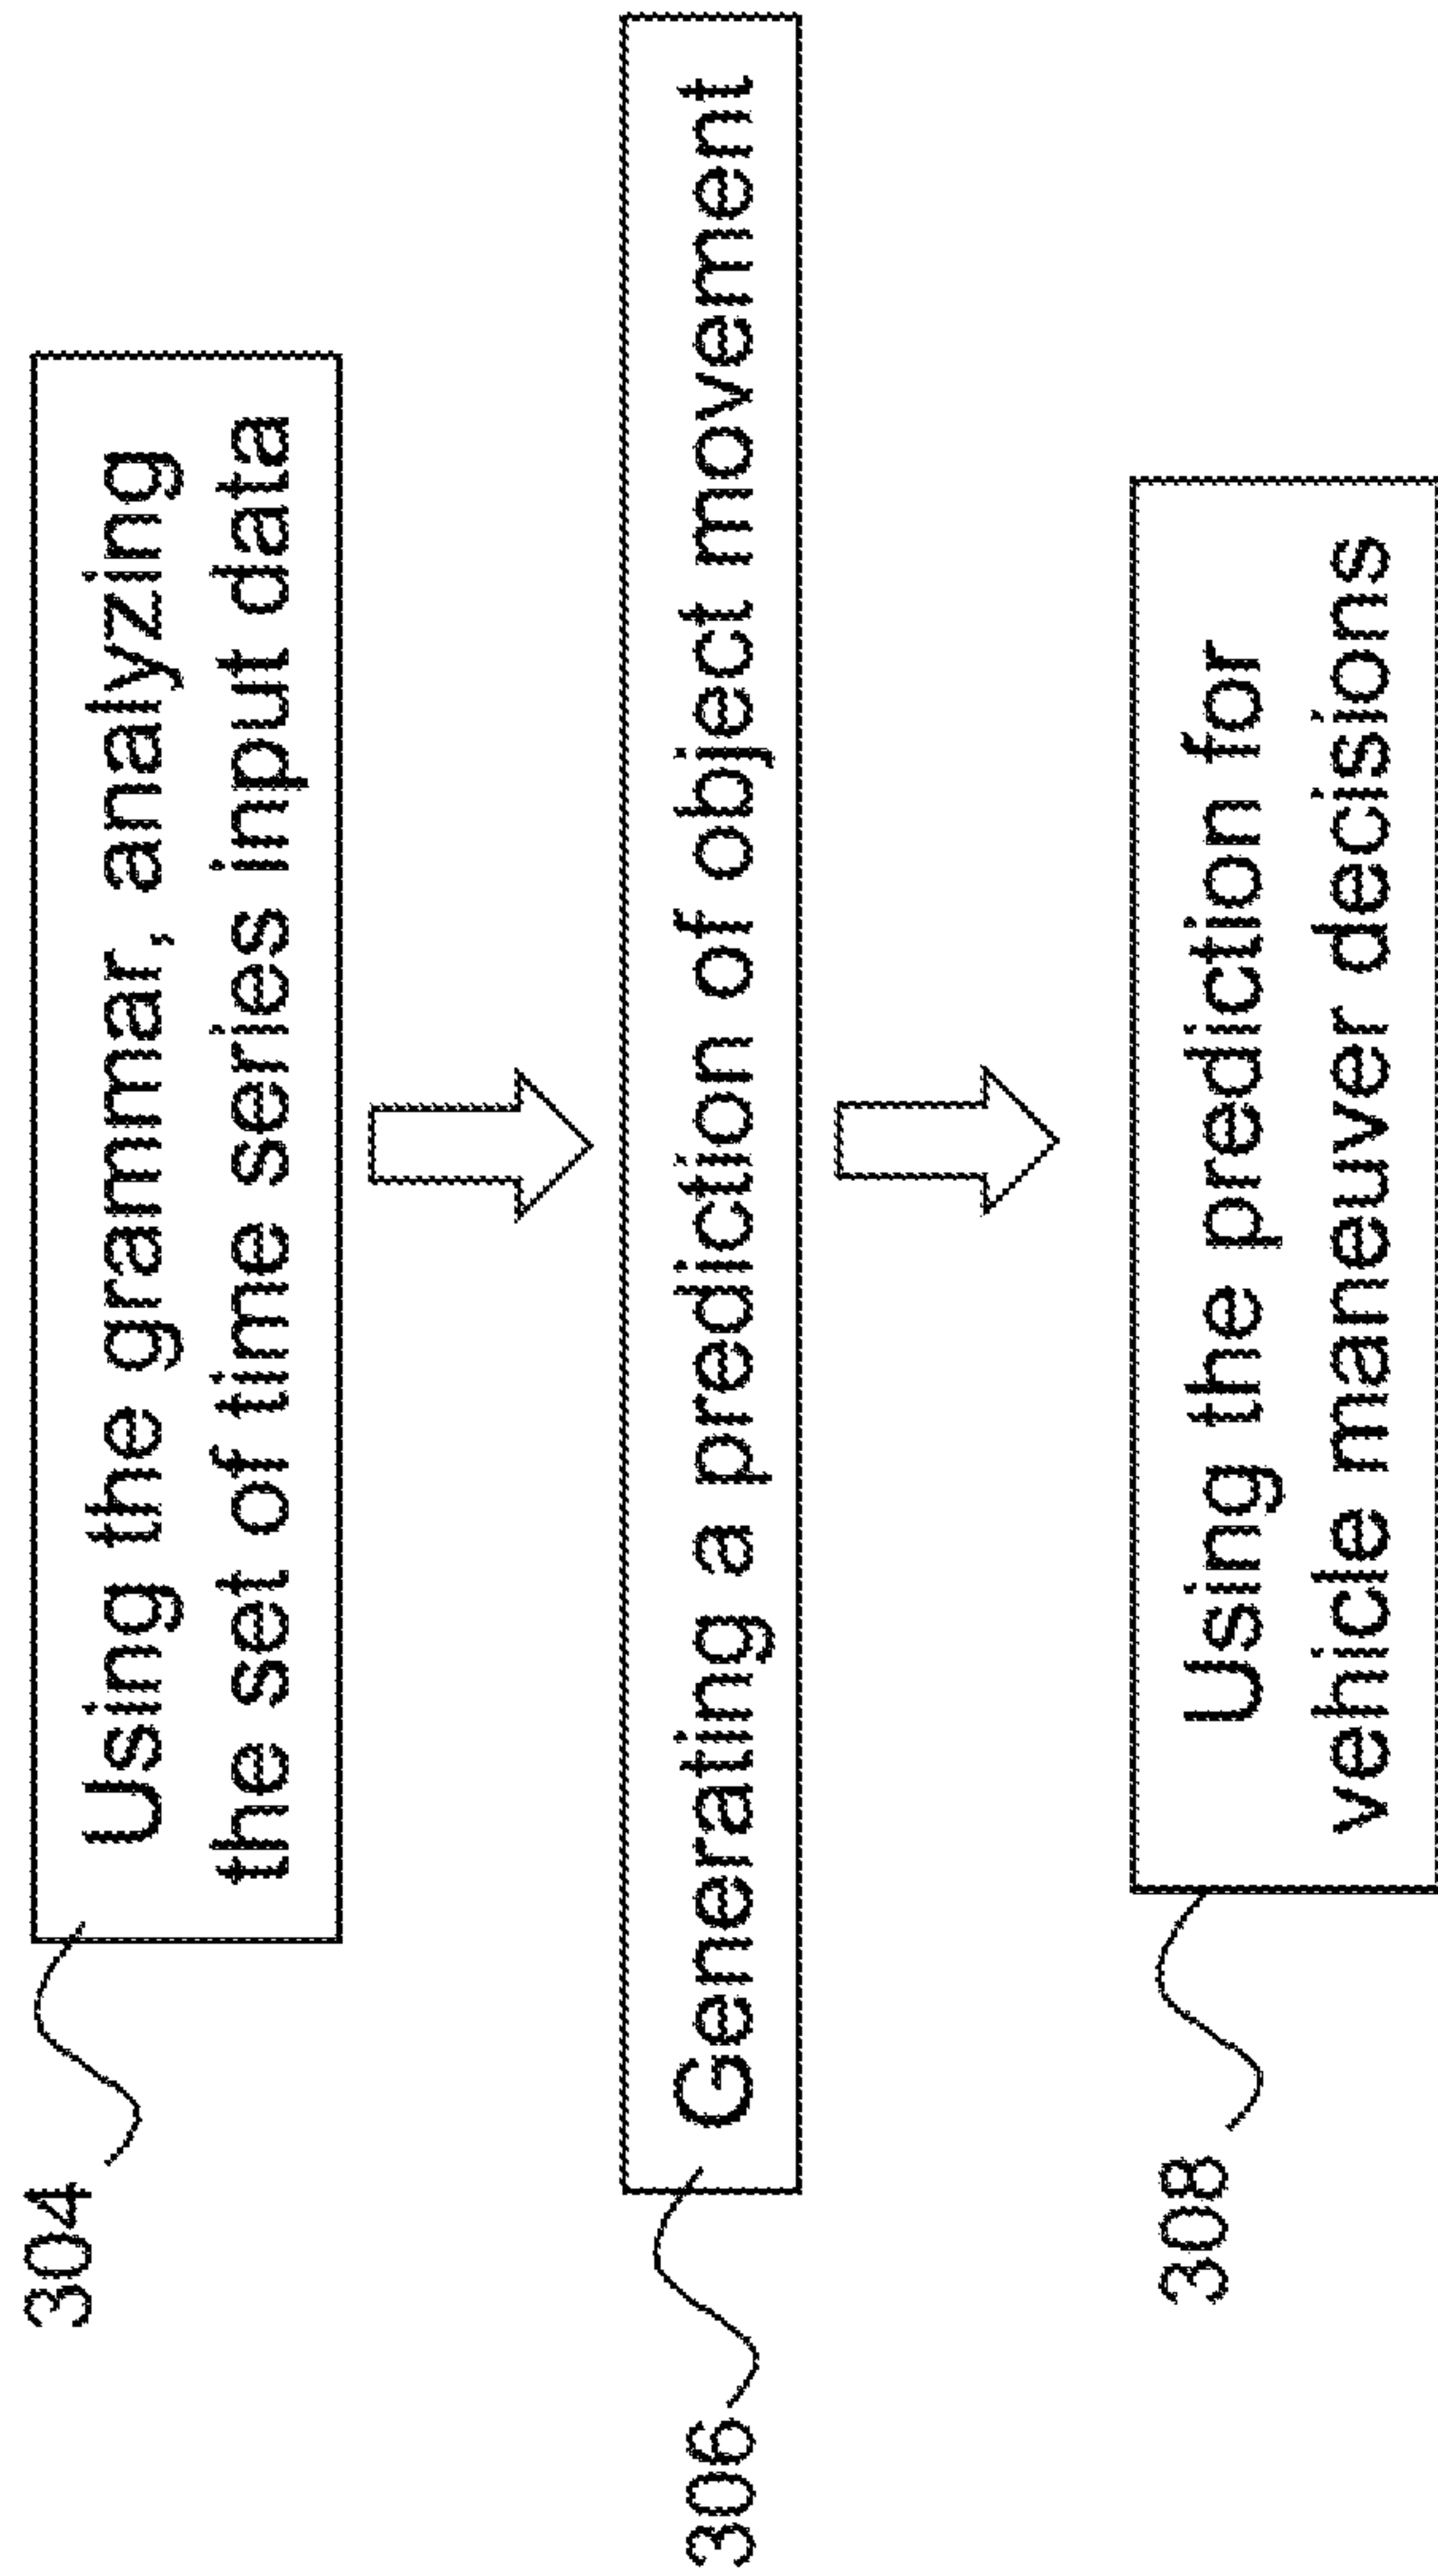 304
Using the grammar, analyzing
the set of time series input data
306
Generating a prediction of object movement
308
Using the prediction for
vehicle maneuver decisions